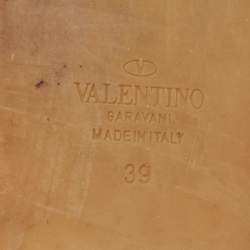 V
VALENTINO
GARAVANI
MADE IN ITALY
39